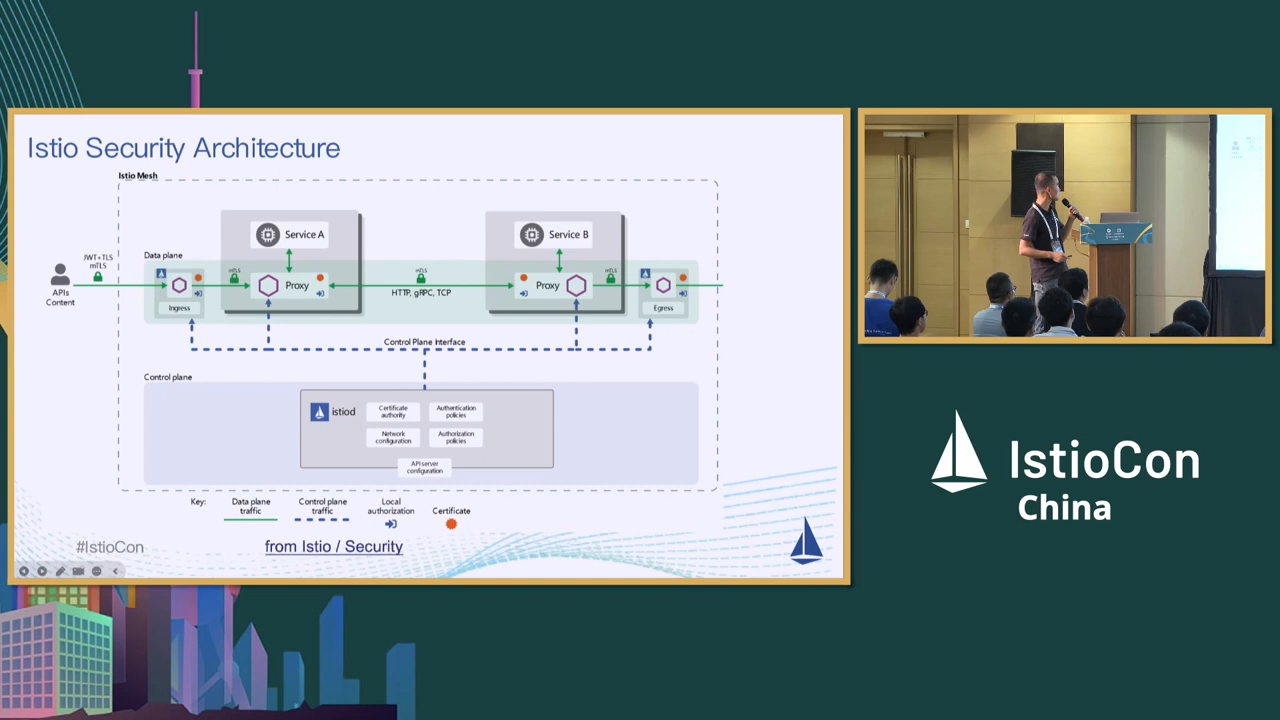 Istio Security Architecture
Istio Mesh
Service A
Service B
Data plane
JWT+TLS
mTLS
APIs
Content
mTLS
mTLS
mTLS
Ingress
Proxy
HTTP, gRPC, TCP
Proxy
Egress
Control Plane Interface
Control plane
istiod
Certificate
authority
Authentication
policies
Network
configuration
Authorization
policies
API server
configuration
Key:
Data plane
traffic
Control plane
traffic
Local
authorization
Certificate
#IstioCon
from Istio / Security
IstioCon
China